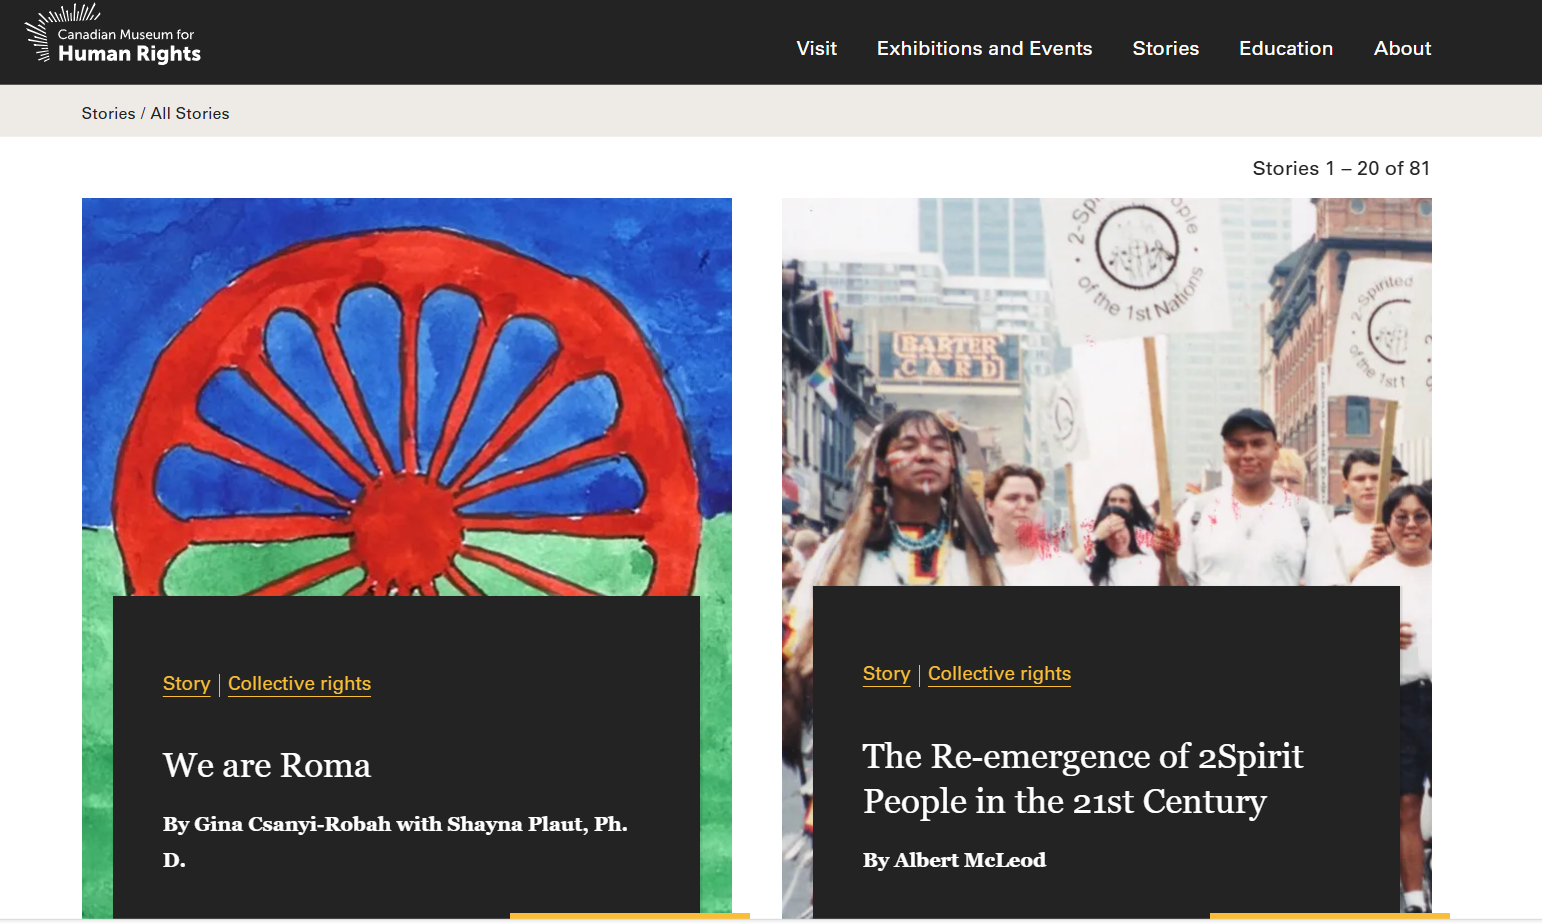 Canadian Museum for
Human Rights
Visit
Exhibitions and Events
Stories
Education
About
Stories / All Stories
Stories 1 – 20 of 81
2-Sp
ople
of the 1st Nations
2-Spirited
of the 1st
BARTER
CARD
Story | Collective rights
We are Roma
By Gina Csanyi-Robah with Shayna Plaut, Ph.
D.
Story | Collective rights
The Re-emergence of 2Spirit
People in the 21st Century
By Albert McLeod